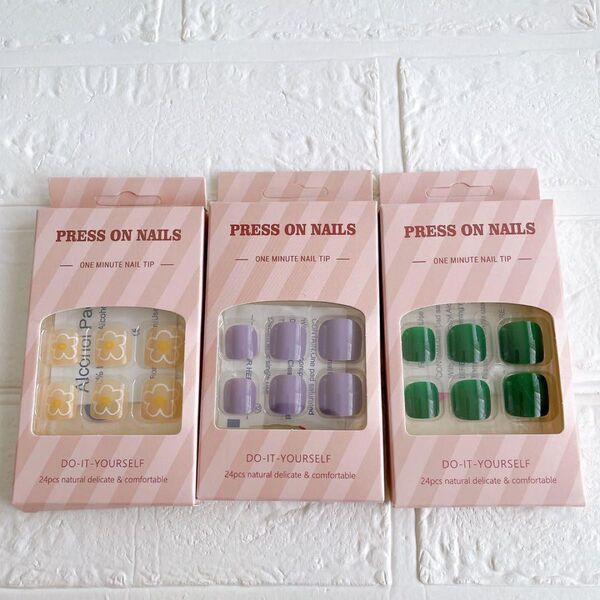 PRESS ON NAILS
ONE MINUTE NAIL TIP
Alcohol Pa
DO-IT-YOURSELF
24pcs natural delicate & comfortable
PRESS ON NAILS
ONE MINUTE NAIL TIP
DO-IT-YOURSELF
24pcs natural delicate & comfortable
PRESS ON NAILS
ONE MINUTE NAIL TIP
DO-IT-YOURSELF
24pcs natural delicate & comfortable